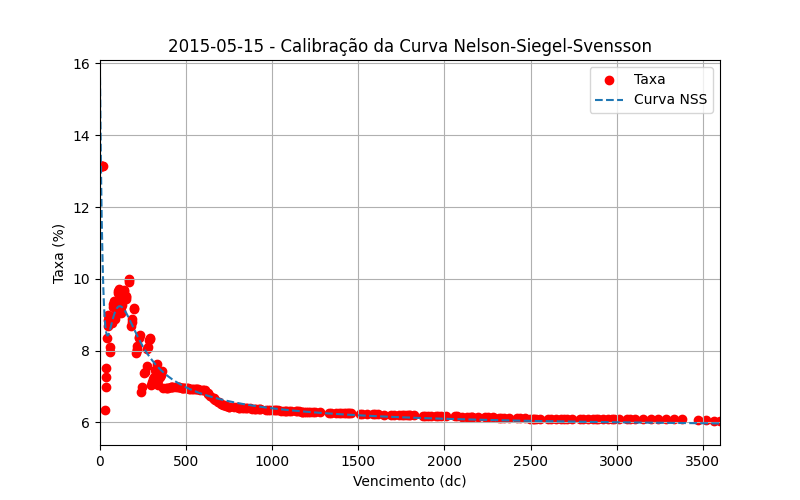 2015-05-15 - Calibração da Curva Nelson-Siegel-Svensson
Taxa
Curva NSS
Taxa (%)
16
14
12
10
8
6
0 500 1000 1500 2000 2500 3000 3500
Vencimento (dc)